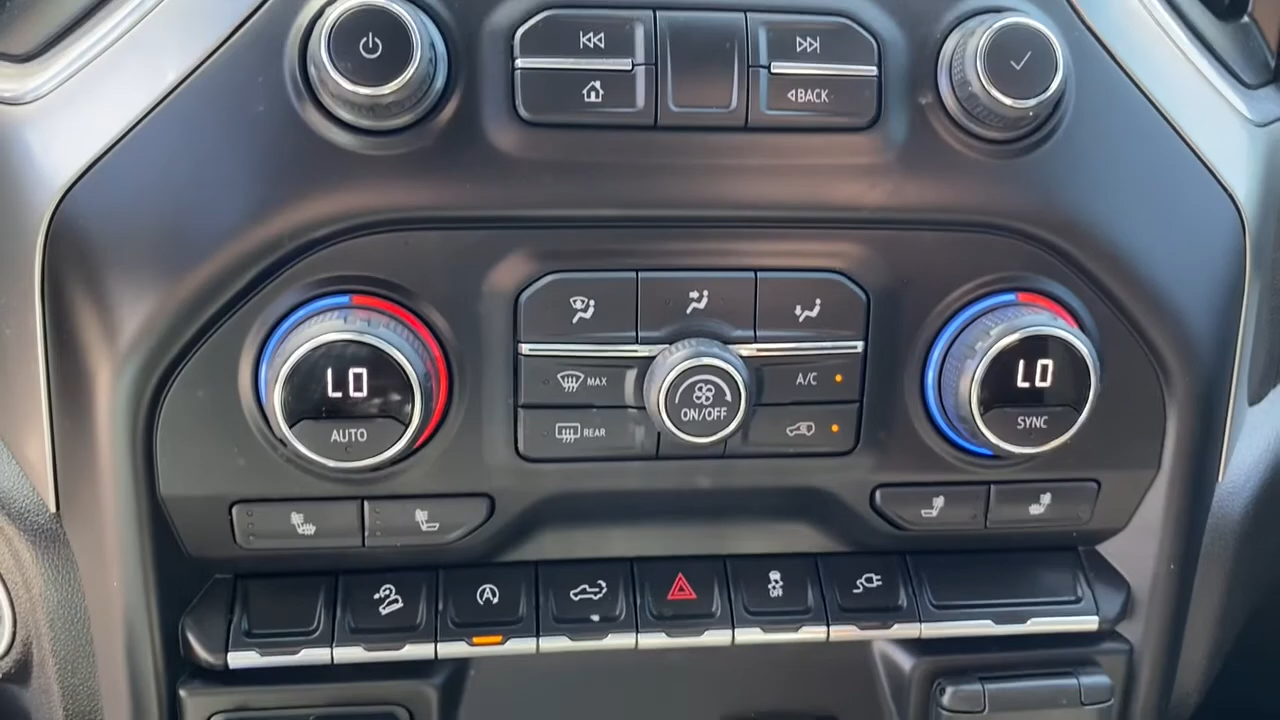 BACK
LO
AUTO
MAX
REAR
ON/OFF
A/C
LO
SYNC
A
OFF